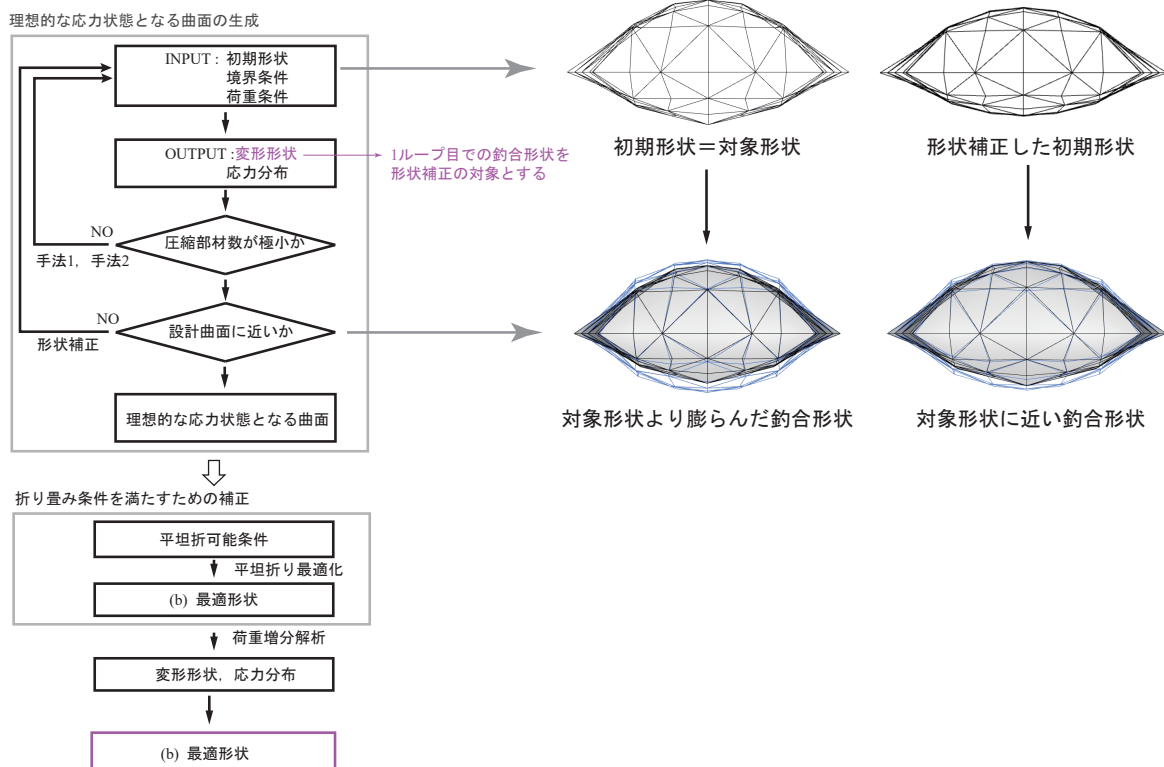 理想的な応力状態となる曲面の生成
INPUT : 初期形状
境界条件
荷重条件
OUTPUT :変形形状
応力分布
1ループ目での釣合形状を
形状補正の対象とする
圧縮部材数が極小か
NO
手法1，手法2
設計曲面に近いか
NO
形状補正
理想的な応力状態となる曲面
折り畳み条件を満たすための補正
平坦折可能条件
平坦折り最適化
(b) 最適形状
荷重増分解析
変形形状，応力分布
(b) 最適形状
初期形状＝対象形状
形状補正した初期形状
対象形状より膨らんだ釣合形状
対象形状に近い釣合形状